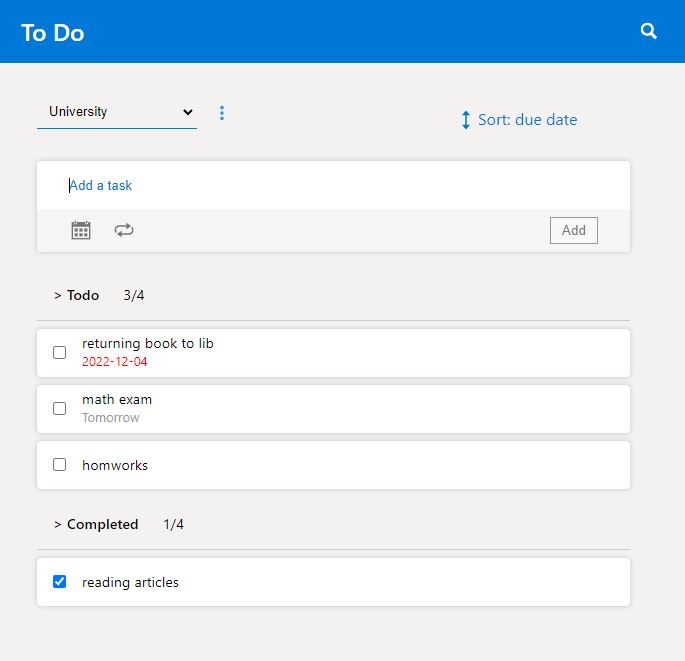 To Do
University
Sort: due date
Add a task
Add
> Todo 3/4
returning book to lib
2022-12-04
math exam
Tomorrow
homworks
> Completed 1/4
reading articles